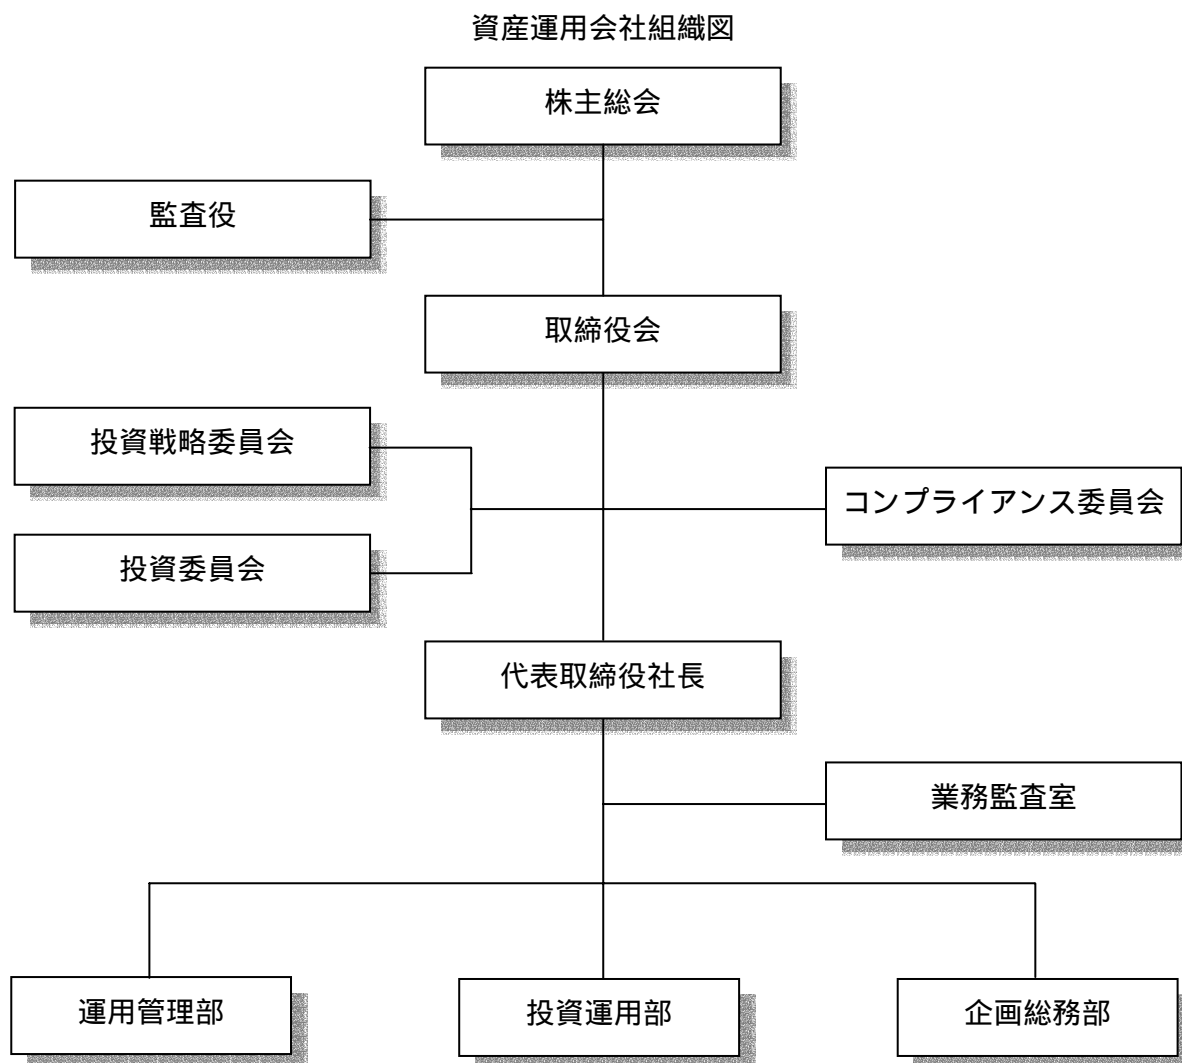 資産運用会社組織図
株主総会
監査役
取締役会
投資戦略委員会
コンプライアンス委員会
投資委員会
代表取締役社長
業務監査室
運用管理部
投資運用部
企画総務部